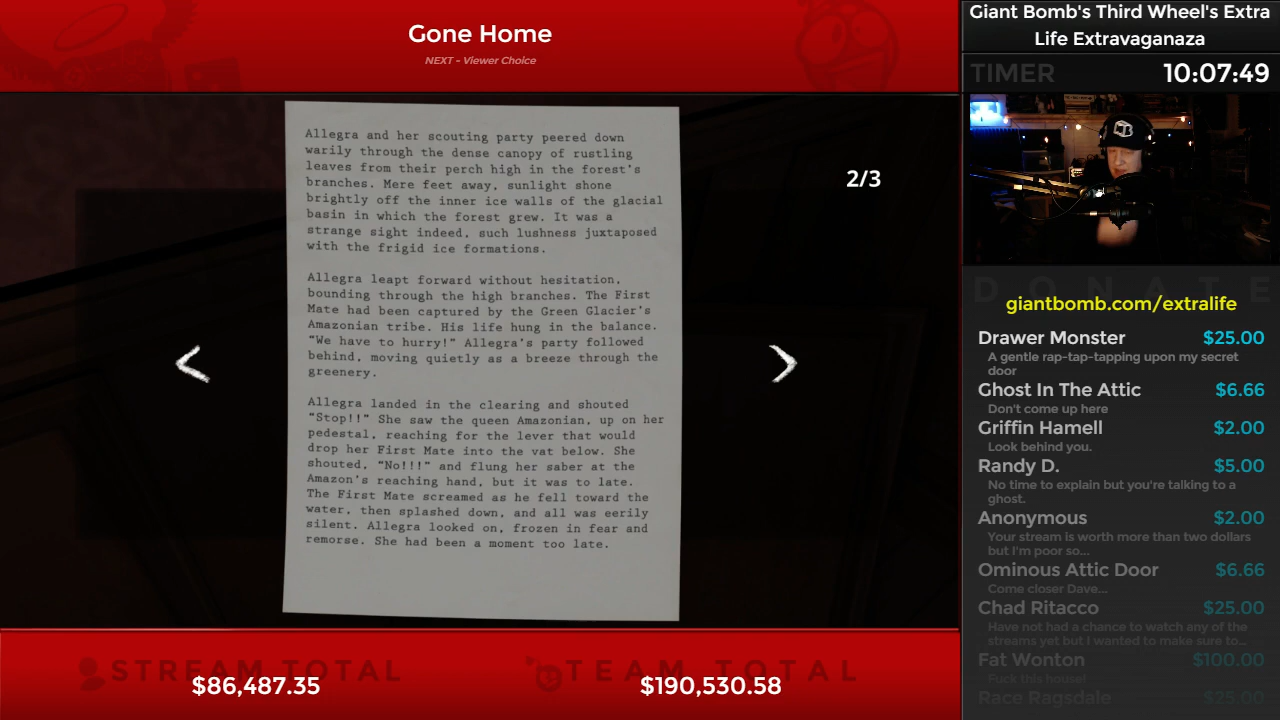 Gone Home
NEXT - Viewer Choice
Allegra and her scouting party peered down
warily through the dense canopy of rustling
leaves from their perch high in the forest's
branches. Mere feet away, sunlight shone
brightly off the inner ice walls of the glacial
basin in which the forest grew. It was a
strange sight indeed, such lushness juxtaposed
with the frigid ice formations.
Allegra leapt forward without hesitation,
bounding through the high branches. The First
Mate had been captured by the Green Glacier's
Amazonian tribe. His life hung in the balance.
"We have to hurry!" Allegra's party followed
behind, moving quietly as a breeze through the
greenery.
Allegra landed in the clearing and shouted
"Stop!!" She saw the queen Amazonian, up on her
pedestal, reaching for the lever that would
drop her First Mate into the vat below. She
shouted, "No!!!" and flung her saber at the
Amazon's reaching hand, but it was to late.
The First Mate screamed as he fell toward the
water, then splashed down, and all was eerily
silent. Allegra looked on, frozen in fear and
remorse. She had been a moment too late.
2/3
STREAM TOTAL
$86,487.35
TEAM TOTAL
$190,530.58
Giant Bomb's Third Wheel's Extra
Life Extravaganaza
TIMER
10:07:49
DONATE
giantbomb.com/extralife
Drawer Monster $25.00
A gentle rap-tap-tapping upon my secret
door
Ghost In The Attic $6.66
Don't come up here
Griffin Hamell $2.00
Look behind you.
Randy D. $5.00
No time to explain but you're talking to a
ghost.
Anonymous $2.00
Your stream is worth more than two dollars
but I'm poor so...
Ominous Attic Door $6.66
Come closer Dave...
Chad Ritacco $25.00
Have not had a chance to watch any of the
streams yet but I wanted to make sure to...
Fat Wonton $100.00
Fuck this house!
Race Ragsdale $25.00